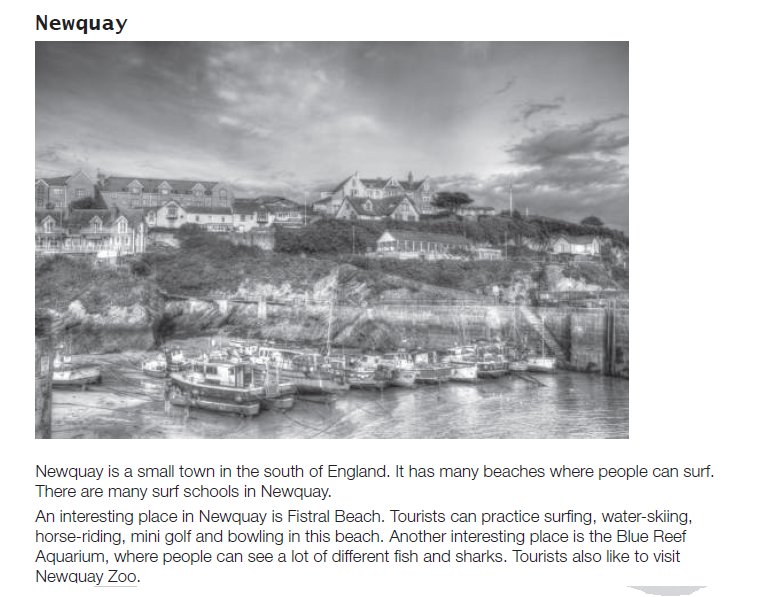 Newquay
Newquay is a small town in the south of England. It has many beaches where people can surf.
There are many surf schools in Newquay.
An interesting place in Newquay is Fistral Beach. Tourists can practice surfing, water-skiing,
horse-riding, mini golf and bowling in this beach. Another interesting place is the Blue Reef
Aquarium, where people can see a lot of different fish and sharks. Tourists also like to visit
Newquay Zoo.